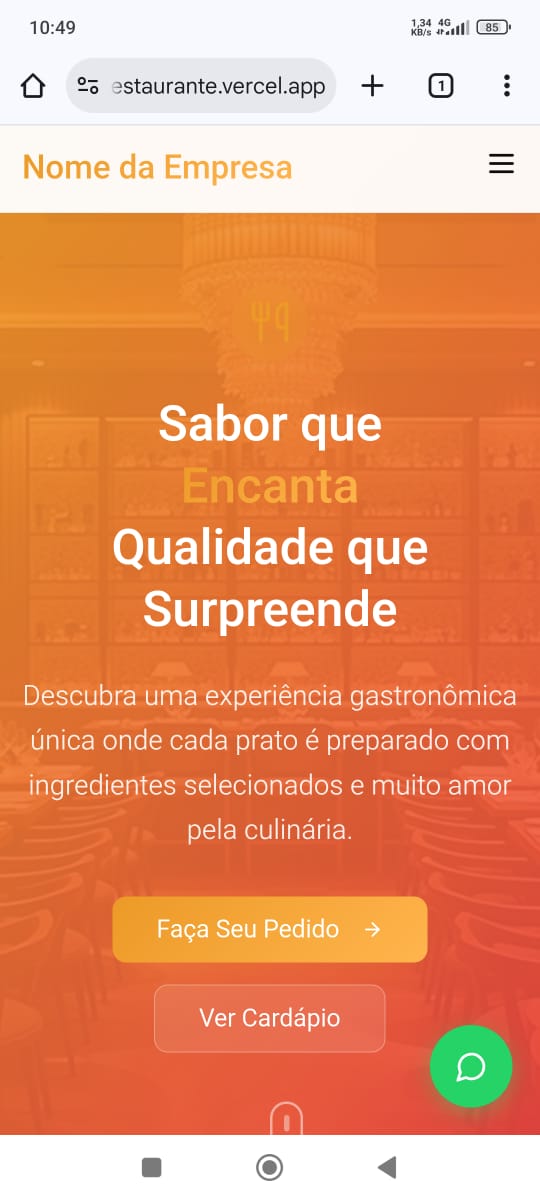 10:49
1,34 KB/s 4G 85
estaurante.vercel.app
1
Nome da Empresa
Sabor que
Encanta
Qualidade que
Surpreende
Descubra uma experiência gastronômica
única onde cada prato é preparado com
ingredientes selecionados e muito amor
pela culinária.
Faça Seu Pedido →
Ver Cardápio